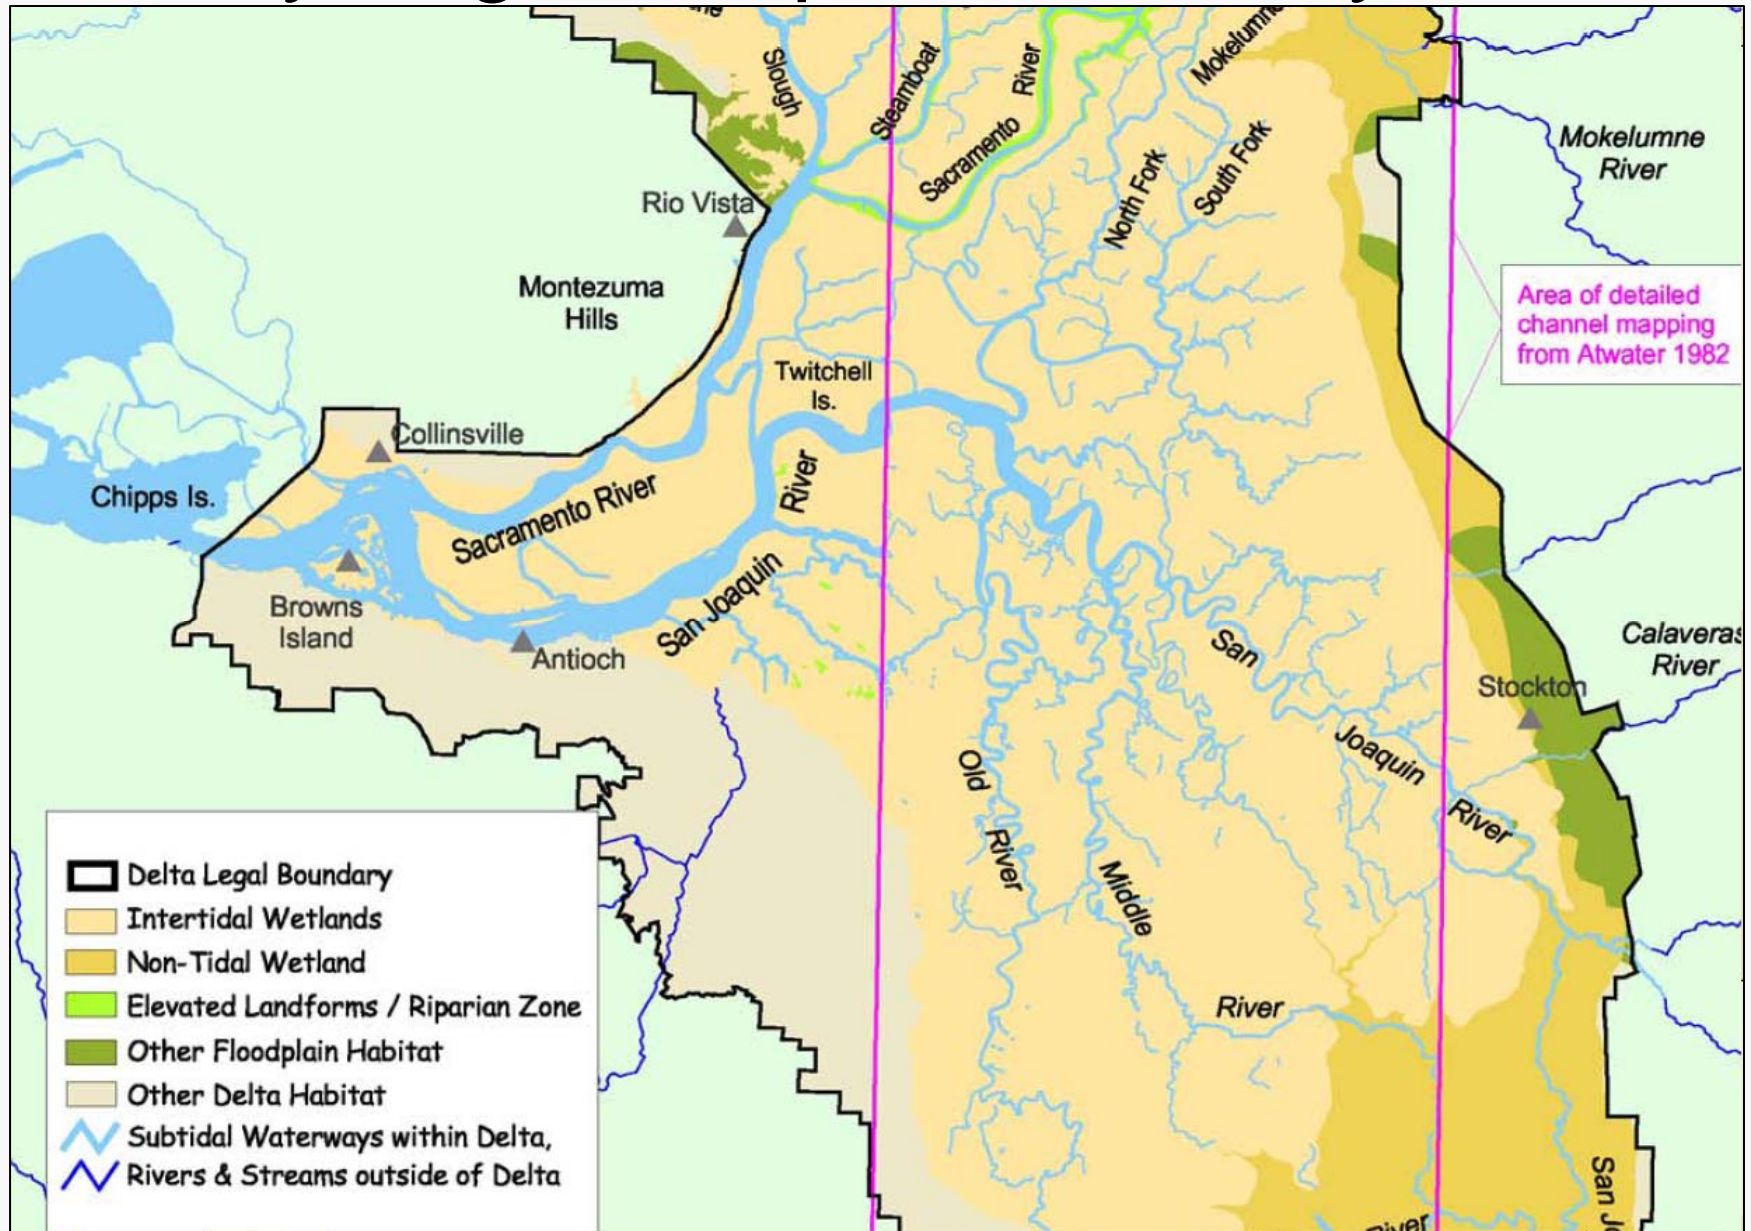 Slough
Steamboat
River
Sacramento
Mokelumne
North Fork
South Fork
Mokelumne
River
Rio Vista
Montezuma
Hills
Area of detailed
channel mapping
from Atwater 1982
Twitchell
Is.
Collinsville
Chipps Is.
Sacramento River
River
San Joaquin
Browns
Island
Antioch
San
Joaquin
River
Calaveras
River
Stockton
Old
River
Middle
River
Delta Legal Boundary
Intertidal Wetlands
Non-Tidal Wetland
Elevated Landforms / Riparian Zone
Other Floodplain Habitat
Other Delta Habitat
Subtidal Waterways within Delta,
Rivers & Streams outside of Delta
San
River